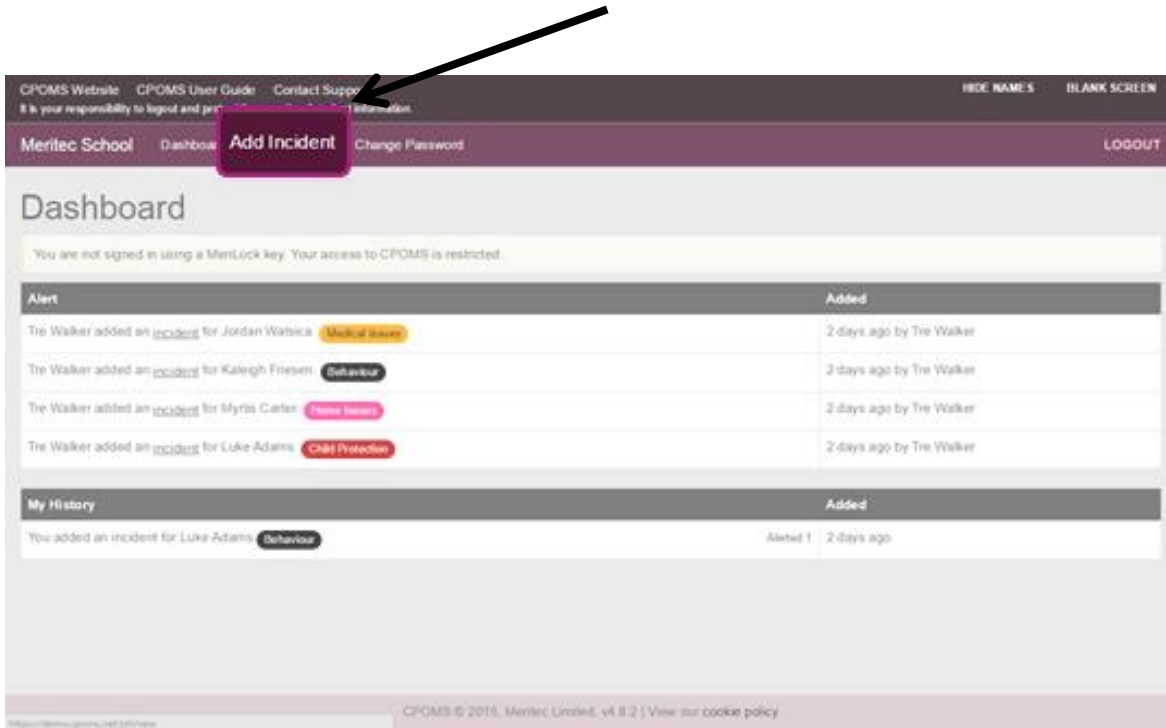 CPOMS Website CPOMS User Guide Contact Suppo
HIDE NAMES BLANK SCREEN
It is your responsibility to logout and information.
Meritec School Dashboa Add Incident Change Password LOGOUT
Dashboard
You are not signed in using a MeriLock key. Your access to CPOMS is restricted.
Alert Added
Tre Walker added an incident for Jordan Watsica. Medical Issues 2 days ago by Tre Walker
Tre Walker added an incident for Kaleigh Friesen. Behaviour 2 days ago by Tre Walker
Tre Walker added an incident for Myrtis Carter. Home Issues 2 days ago by Tre Walker
Tre Walker added an incident for Luke Adams. Child Protection 2 days ago by Tre Walker
My History Added
You added an incident for Luke Adams Behaviour Alerted 1 2 days ago
CPOMS © 2015, Meritec Limited. v4.8.2 | View our cookie policy